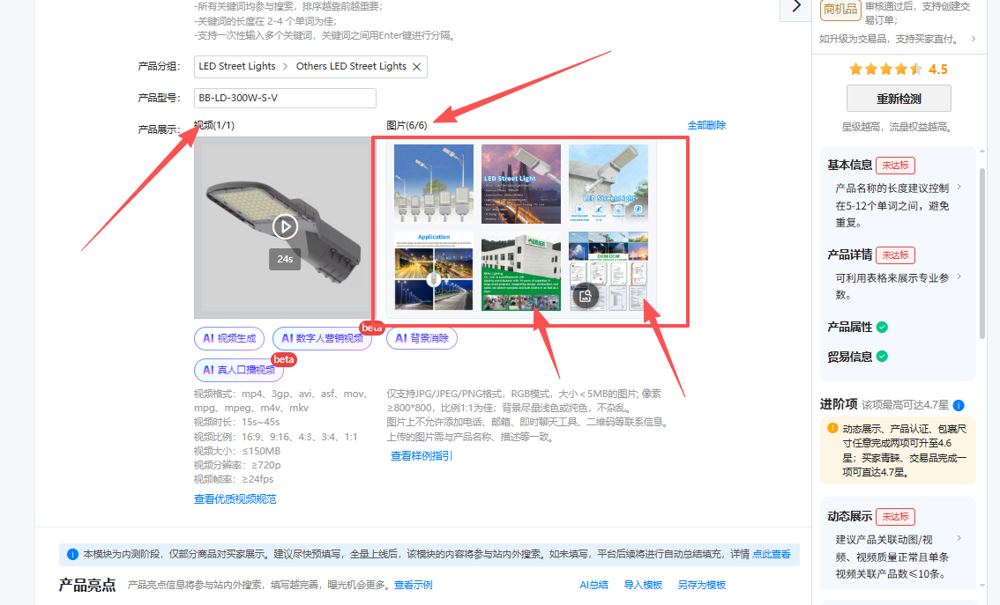 -所有关键词均参与搜索，排序越靠前越重要；
-关键词的长度在 2-4 个单词为佳；
-支持一次性输入多个关键词，关键词之间用Enter键进行分隔。
产品分组： LED Street Lights > Others LED Street Lights ×
产品型号： BB-LD-300W-S-V
产品展示： 视频(1/1) 图片(6/6) 全部删除
24s
LED Street Light
LED Street Light
Application
OEM/ODM
AI 视频生成
AI 数字人营销视频
beta
AI 背景消除
AI 真人口播视频
beta
视频格式：mp4、3gp、avi、asf、mov、
mpg、mpeg、m4v、mkv
视频时长：15s~45s
视频比例：16:9、9:16、4:3、3:4、1:1
视频大小：≤150MB
视频分辨率：≥720p
视频帧率：≥24fps
查看优质视频规范
仅支持JPG/JPEG/PNG格式，RGB模式，大小＜5MB的图片; 像素
≥800*800，比例1:1为佳；背景尽量浅色或纯色，不杂乱。
图片上不允许添加电话、邮箱、即时聊天工具、二维码等联系信息。
上传的图片需与产品名称、描述等一致。
查看样例指引
本模块为内测阶段，仅部分商品对买家展示。建议尽快预填写，全量上线后，该模块的内容将参与站内外搜索。如未填写，平台后续将进行自动总结填充，详情 点此查看
产品亮点 产品亮点信息将参与站内外搜索，填写越完善，曝光机会更多。查看示例 AI总结 导入模板 另存为模板
商机品 审核通过后，支持创建交
易订单；
如升级为交易品，支持买家直付。
4.5
重新检测
星级越高，流量权益越高。
基本信息 未达标
产品名称的长度建议控制
在5-12个单词之间，避免
重复。
产品详情 未达标
可利用表格来展示专业参
数。
产品属性
贸易信息
进阶项 该项最高可达4.7星
动态展示、产品认证、包裹尺
寸任意完成两项可升至4.6
星；买家青睐、交易品完成一
项可直达4.7星。
动态展示 未达标
建议产品关联动图/视
频、视频质量正常且单条
视频关联产品数≤10条。